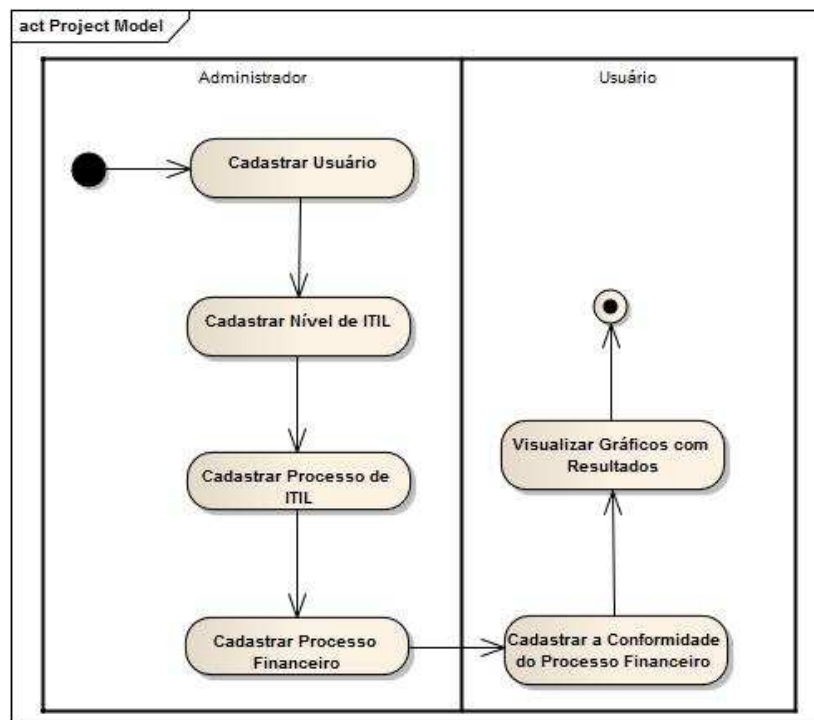 act Project Model
Administrador
Usuário
Cadastrar Usuário
Cadastrar Nível de ITIL
Cadastrar Processo de
ITIL
Cadastrar Processo
Financeiro
Cadastrar a Conformidade
do Processo Financeiro
Visualizar Gráficos com
Resultados